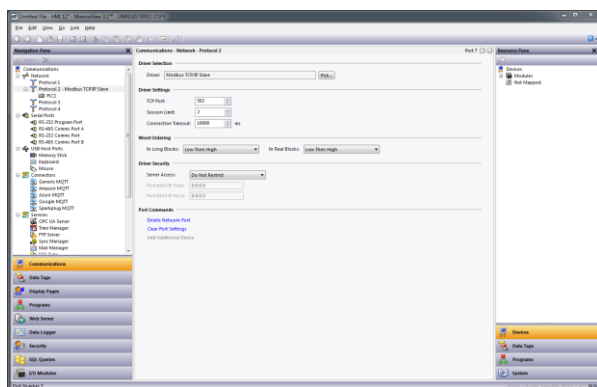 Untitled File - HMI 12" - Crimson 3.1 - UNREGISTERED COPY
File Edit View Go Link Help
Navigation Pane
Communications - Network - Protocol 2
Port 7
Resource Pane
Communications
Network
Protocol 1
Protocol 2 - Modbus TCP/IP Slave
PLC1
Protocol 3
Protocol 4
Serial Ports
RS-232 Program Port
RS-485 Comms Port A
RS-232 Comms Port
RS-485 Comms Port B
USB Host Ports
Memory Stick
Keyboard
Mouse
Connectors
Generic MQTT
Amazon MQTT
Azure MQTT
Google MQTT
Sparkplug MQTT
Services
OPC UA Server
Time Manager
FTP Server
Sync Manager
Mail Manager
Communications
Data Tags
Display Pages
Programs
Web Server
Data Logger
Security
SQL Queries
I/O Modules
Port Number 7
Driver Selection
Driver: Modbus TCP/IP Slave
Pick...
Driver Settings
TCP Port: 502
Session Limit: 2
Connection Timeout: 10000 ms
Word Ordering
In Long Blocks: Low Then High In Real Blocks: Low Then High
Driver Security
Server Access: Do Not Restrict
Permitted IP Data: 0.0.0.0
Permitted IP Mask: 0.0.0.0
Port Commands
Delete Network Port
Clear Port Settings
Add Additional Device
Devices
Modules
Not Mapped
Devices
Data Tags
Programs
System